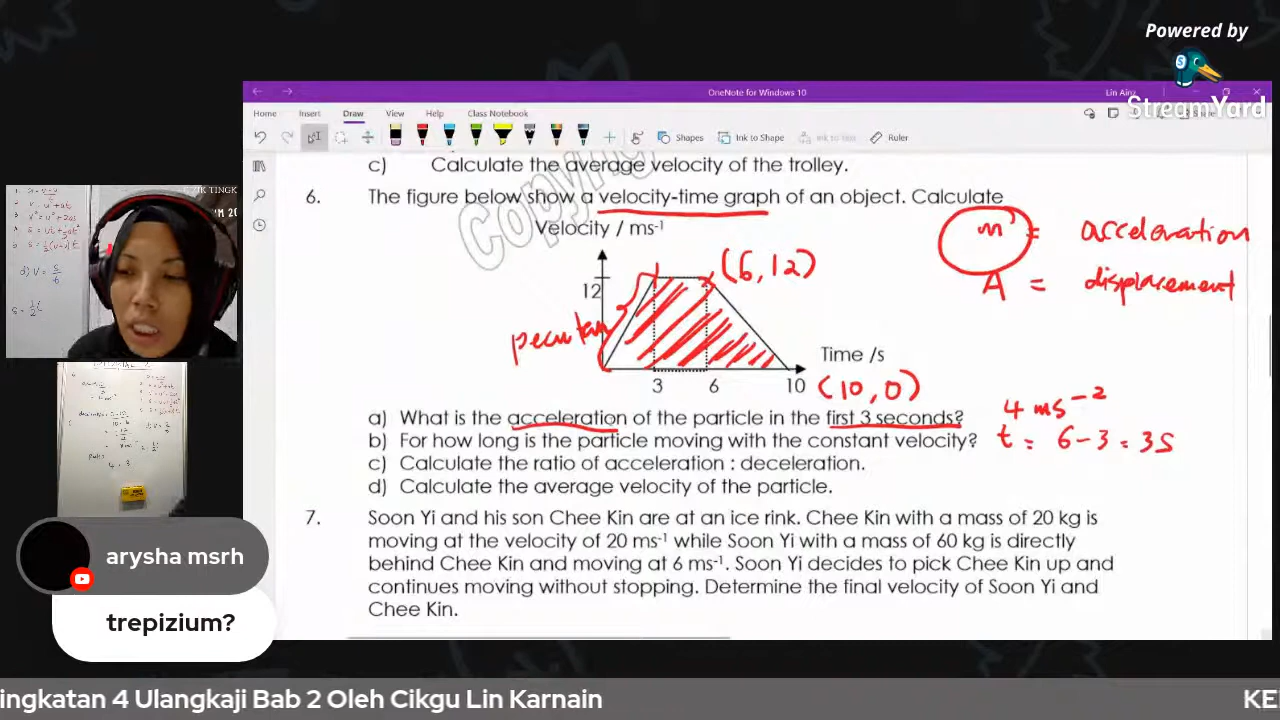 Powered by
StreamYard
OneNote for Windows 10
Lin Ainy
Home Insert Draw View Help Class Notebook
Shapes Ink to Shape Ink to Text Ruler
c) Calculate the average velocity of the trolley.
6. The figure below show a velocity-time graph of an object. Calculate
Velocity / ms⁻¹
m = acceleration
A = displacement
(6,12)
12
pecutan
Time /s
3 6 10 (10,0)
a) What is the acceleration of the particle in the first 3 seconds? 4 ms⁻²
b) For how long is the particle moving with the constant velocity? t = 6-3 = 3s
c) Calculate the ratio of acceleration : deceleration.
d) Calculate the average velocity of the particle.
7. Soon Yi and his son Chee Kin are at an ice rink. Chee Kin with a mass of 20 kg is
moving at the velocity of 20 ms⁻¹ while Soon Yi with a mass of 60 kg is directly
behind Chee Kin and moving at 6 ms⁻¹. Soon Yi decides to pick Chee Kin up and
continues moving without stopping. Determine the final velocity of Soon Yi and
Chee Kin.
Copyrig
arysha msrh
trepizium?
ingkatan 4 Ulangkaji Bab 2 Oleh Cikgu Lin Karnain
KE